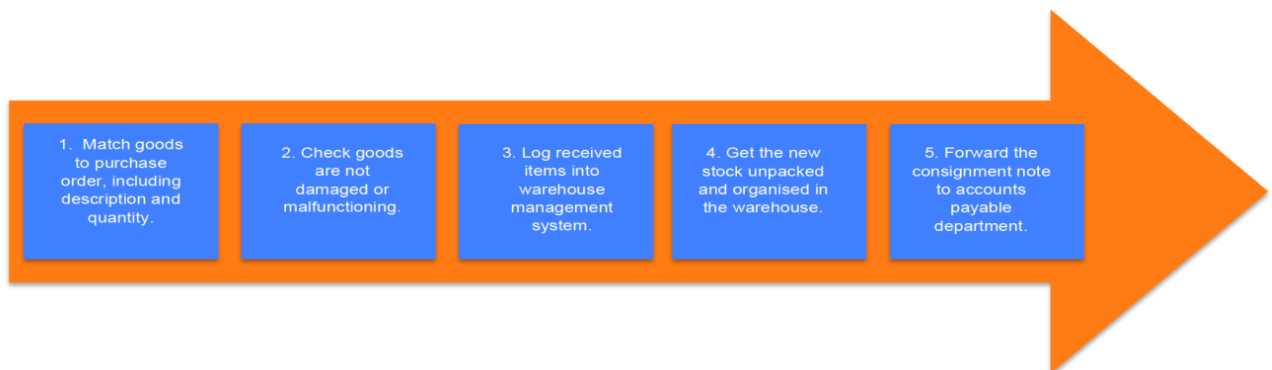 1. Match goods
to purchase
order, including
description and
quantity.
2. Check goods
are not
damaged or
malfunctioning.
3. Log received
items into
warehouse
management
system.
4. Get the new
stock unpacked
and organised in
the warehouse.
5. Forward the
consignment note
to accounts
payable
department.